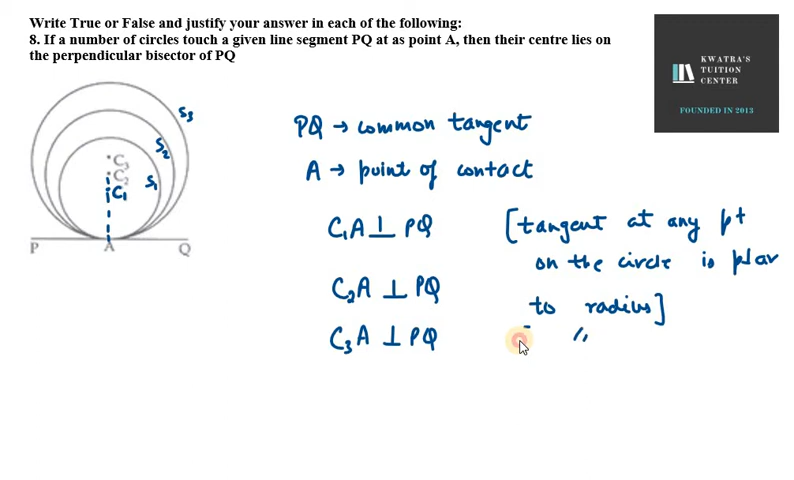 Write True or False and justify your answer in each of the following:
8. If a number of circles touch a given line segment PQ at as point A, then their centre lies on
the perpendicular bisector of PQ
KWATRA'S
TUITION
CENTER
FOUNDED IN 2013
S3
S2
S1
C3
C2
C1
P
A
Q
PQ → common tangent
A → point of contact
C1A ⊥ PQ [tangent at any pt
on the circle is plar
C2A ⊥ PQ
to radius]
C3A ⊥ PQ - "